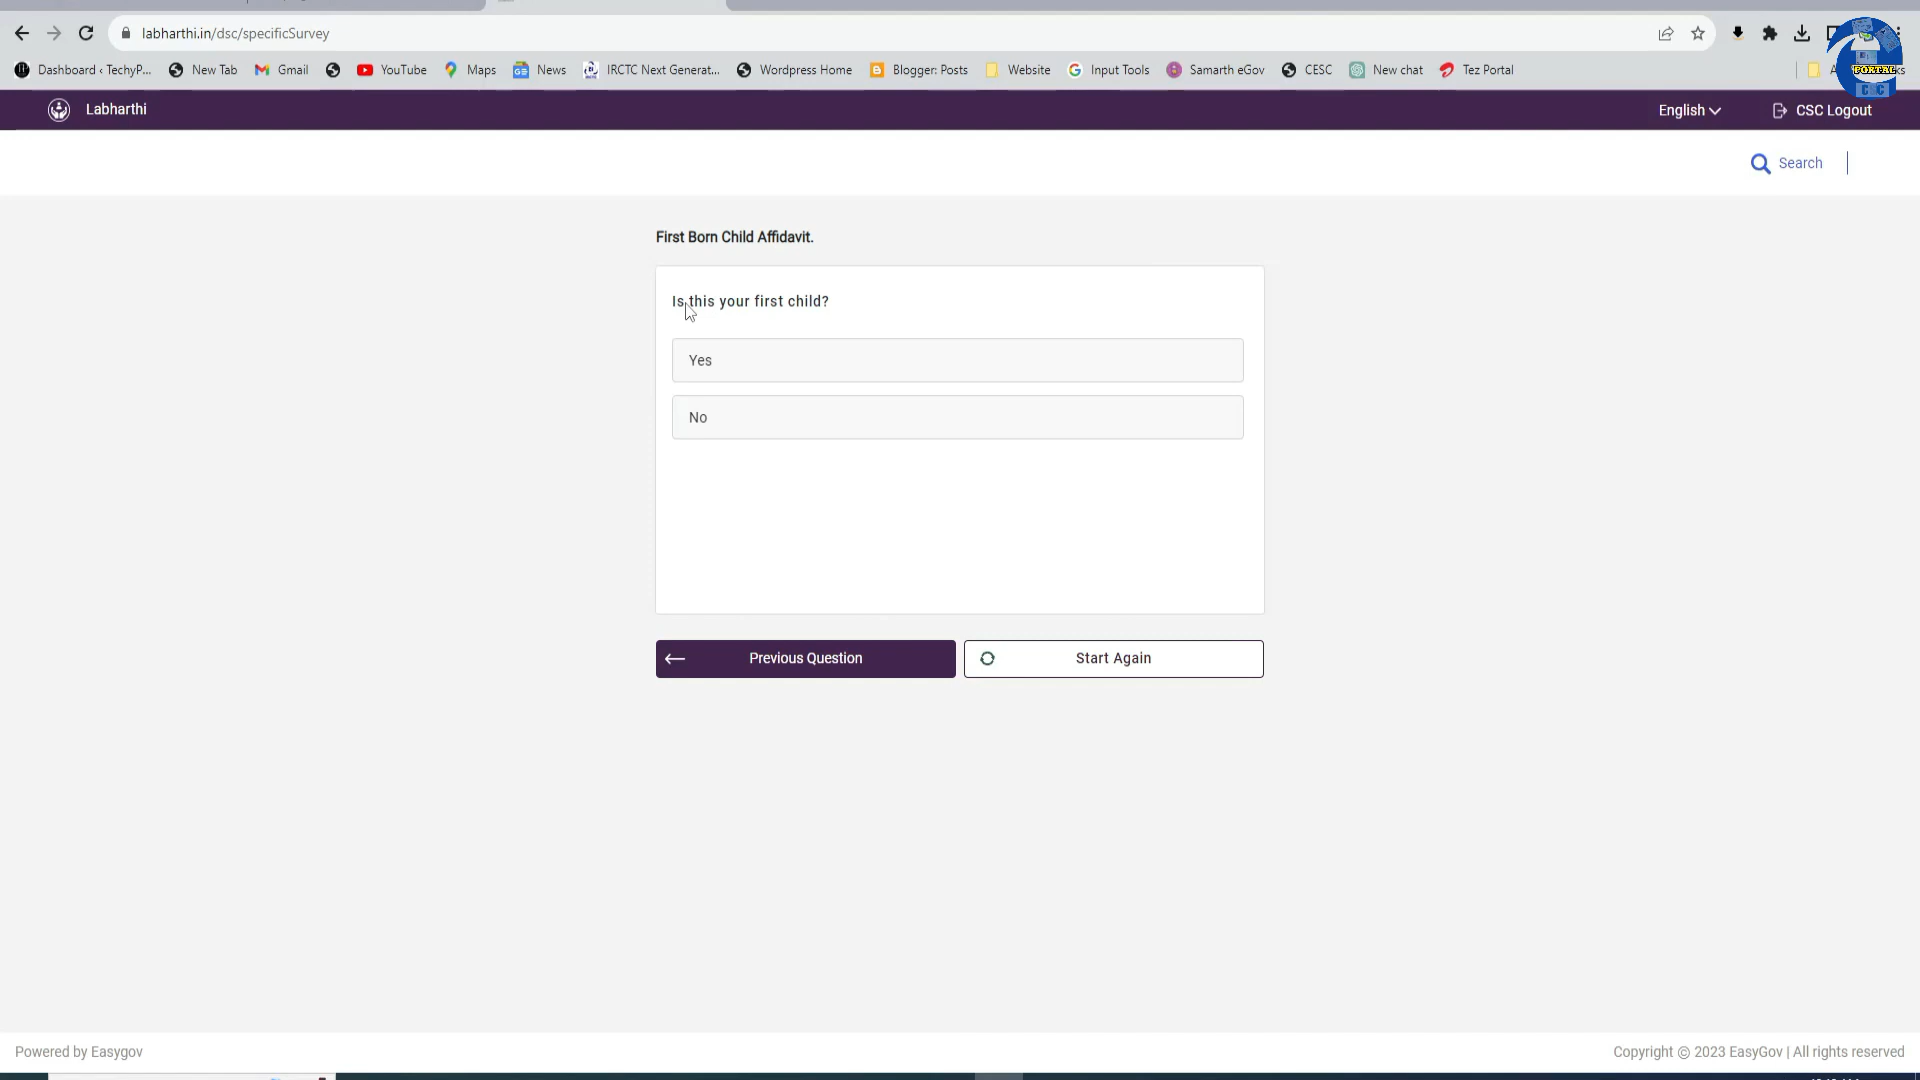 labharthi.in/dsc/specificSurvey
Dashboard ‹ TechyP... New Tab Gmail YouTube Maps News IRCTC Next Generat... Wordpress Home Blogger: Posts Website Input Tools Samarth eGov CESC New chat Tez Portal
PORTAL
CSC
Labharthi English CSC Logout
Search
First Born Child Affidavit.
Is this your first child?
Yes
No
Previous Question Start Again
Powered by Easygov Copyright © 2023 EasyGov | All rights reserved